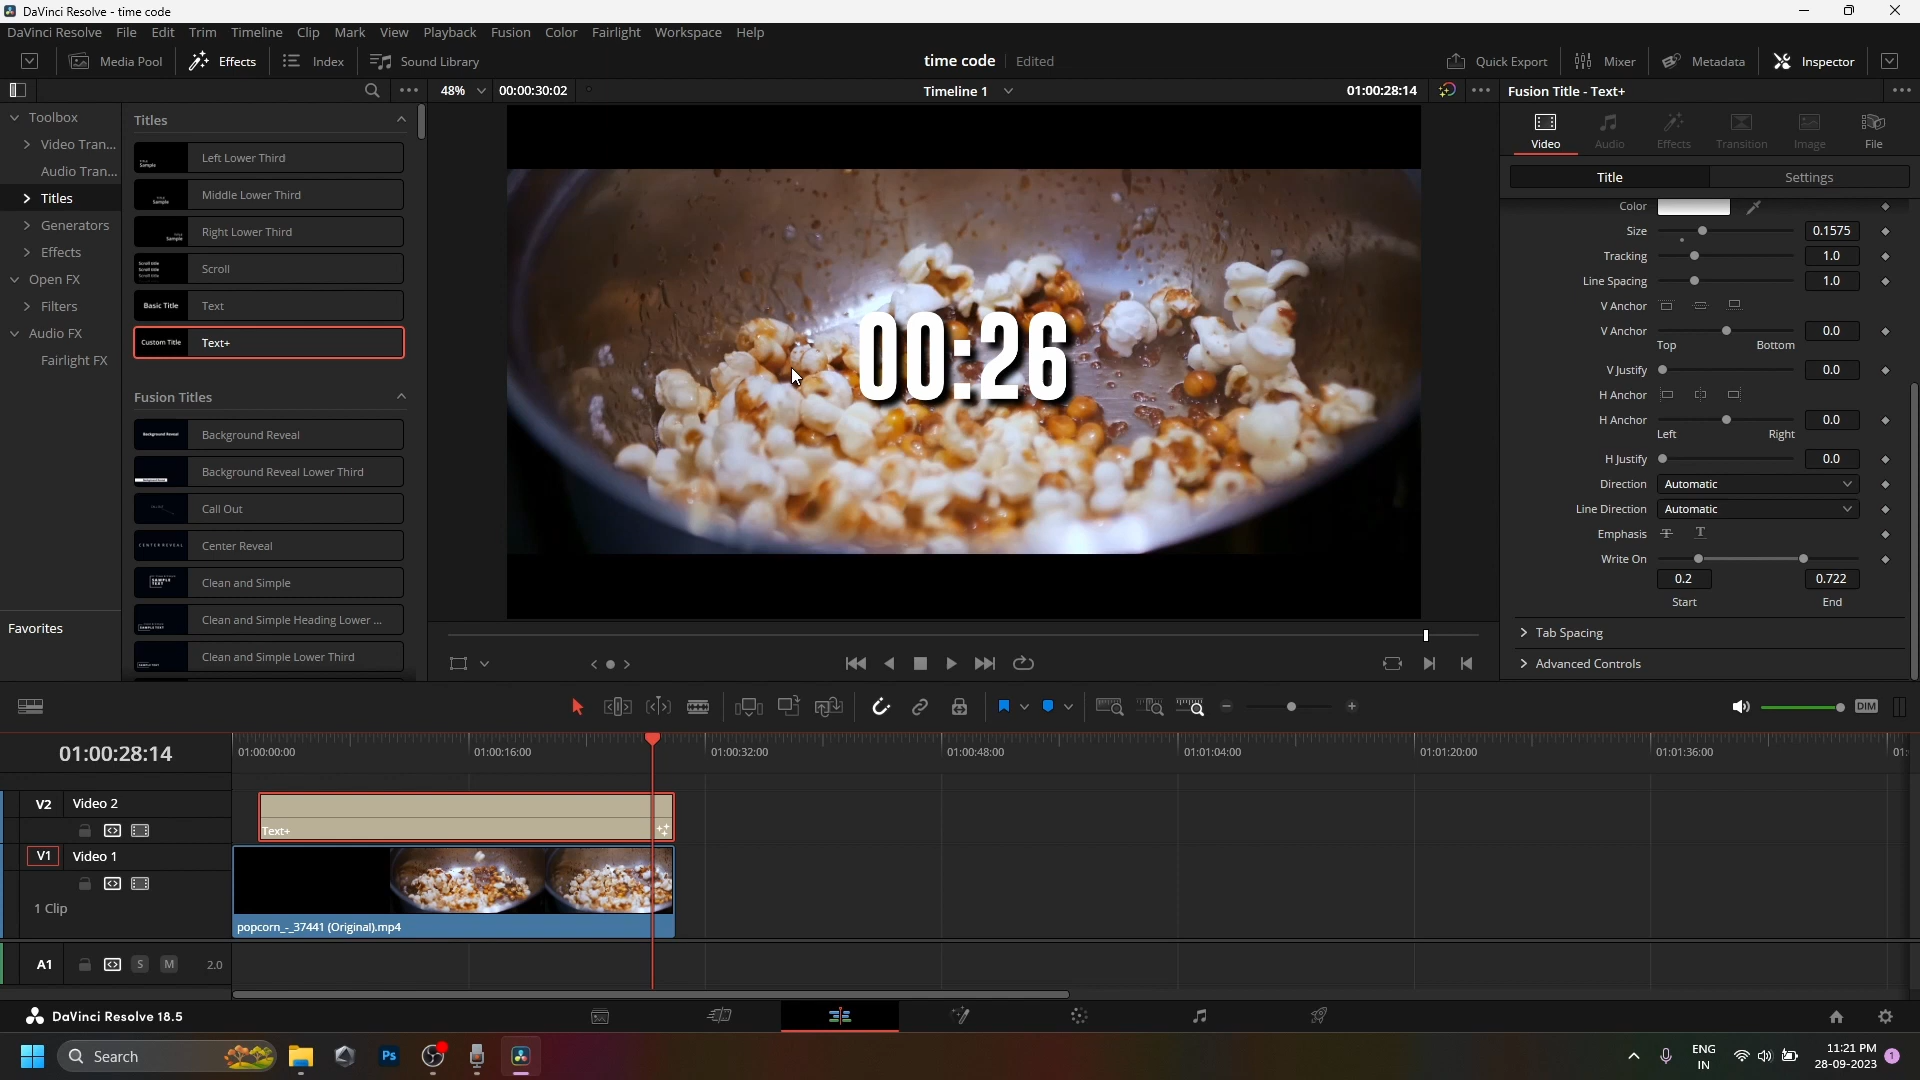 DaVinci Resolve - time code
DaVinci Resolve File Edit Trim Timeline Clip Mark View Playback Fusion Color Fairlight Workspace Help
Media Pool Effects Index Sound Library time code Edited Quick Export Mixer Metadata Inspector
48% 00:00:30:02 Timeline 1 01:00:28:14 Fusion Title - Text+
Toolbox
Video Tran...
Audio Tran...
Titles
Generators
Effects
Open FX
Filters
Audio FX
Fairlight FX
Favorites
Titles
Left Lower Third
Middle Lower Third
Right Lower Third
Scroll
Basic Title Text
Custom Title Text+
Fusion Titles
Background Reveal
Background Reveal Lower Third
Call Out
Center Reveal
Clean and Simple
Clean and Simple Heading Lower ...
Clean and Simple Lower Third
00:26
Video Audio Effects Transition Image File
Title Settings
Color
Size 0.1575
Tracking 1.0
Line Spacing 1.0
V Anchor
V Anchor 0.0
Top Bottom
V Justify 0.0
H Anchor
H Anchor 0.0
Left Right
H Justify 0.0
Direction Automatic
Line Direction Automatic
Emphasis T T
Write On
0.2 0.722
Start End
Tab Spacing
Advanced Controls
DIM
01:00:28:14 01:00:00:00 01:00:16:00 01:00:32:00 01:00:48:00 01:01:04:00 01:01:20:00 01:01:36:00
V2 Video 2
Text+
V1 Video 1
1 Clip
popcorn_-_37441 (Original).mp4
A1 S M 2.0
DaVinci Resolve 18.5
Search Ps ENG IN 11:21 PM 28-09-2023 1